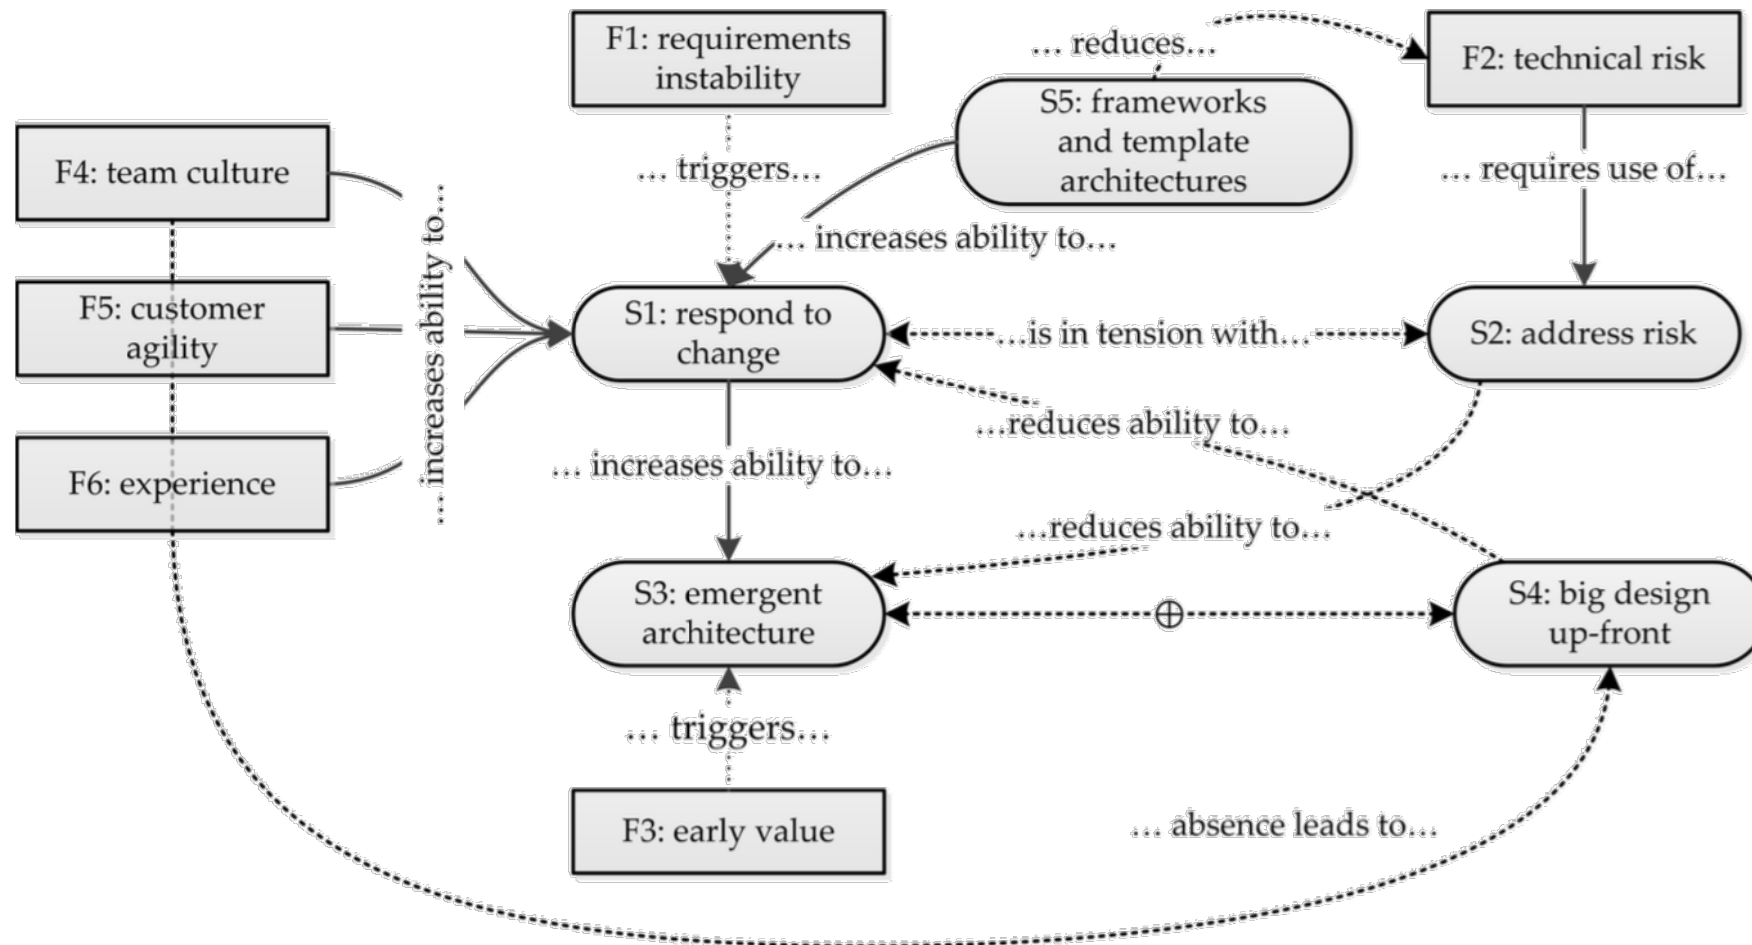 F1: requirements
instability
… reduces…
F2: technical risk
S5: frameworks
and template
architectures
F4: team culture
… triggers…
… requires use of…
… increases ability to…
… increases ability to…
F5: customer
agility
S1: respond to
change
…is in tension with…
S2: address risk
…reduces ability to…
… increases ability to…
F6: experience
…reduces ability to…
S3: emergent
architecture
S4: big design
up-front
… triggers…
F3: early value
… absence leads to…